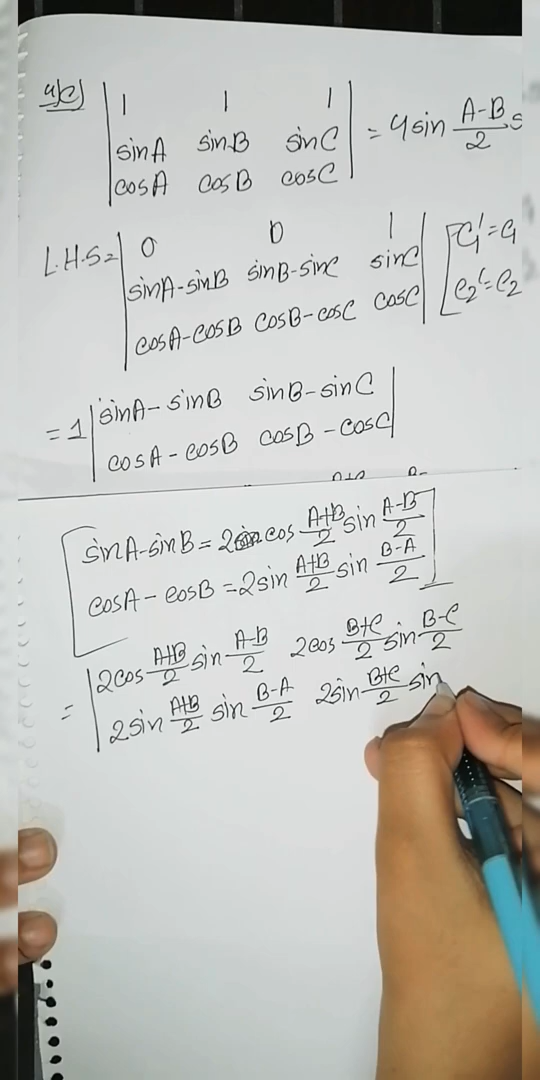 4)c) | 1 1 1 |
| sinA sinB sinC | = 4sin (A-B)/2 s
| cosA cosB cosC |
L.H.S = | 0 0 1 |
| sinA-sinB sinB-sinC sinC | [C₁'=C₁
| cosA-cosB cosB-cosC cosC | [C₂'=C₂
= 1 | sinA-sinB sinB-sinC |
| cosA-cosB cosB-cosC |
[ sinA-sinB = 2 cos (A+B)/2 sin (A-B)/2
cosA-cosB = 2sin (A+B)/2 sin (B-A)/2 ]
= | 2cos (A+B)/2 sin (A-B)/2 2cos (B+C)/2 sin (B-C)/2
| 2sin (A+B)/2 sin (B-A)/2 2sin (B+C)/2 sin